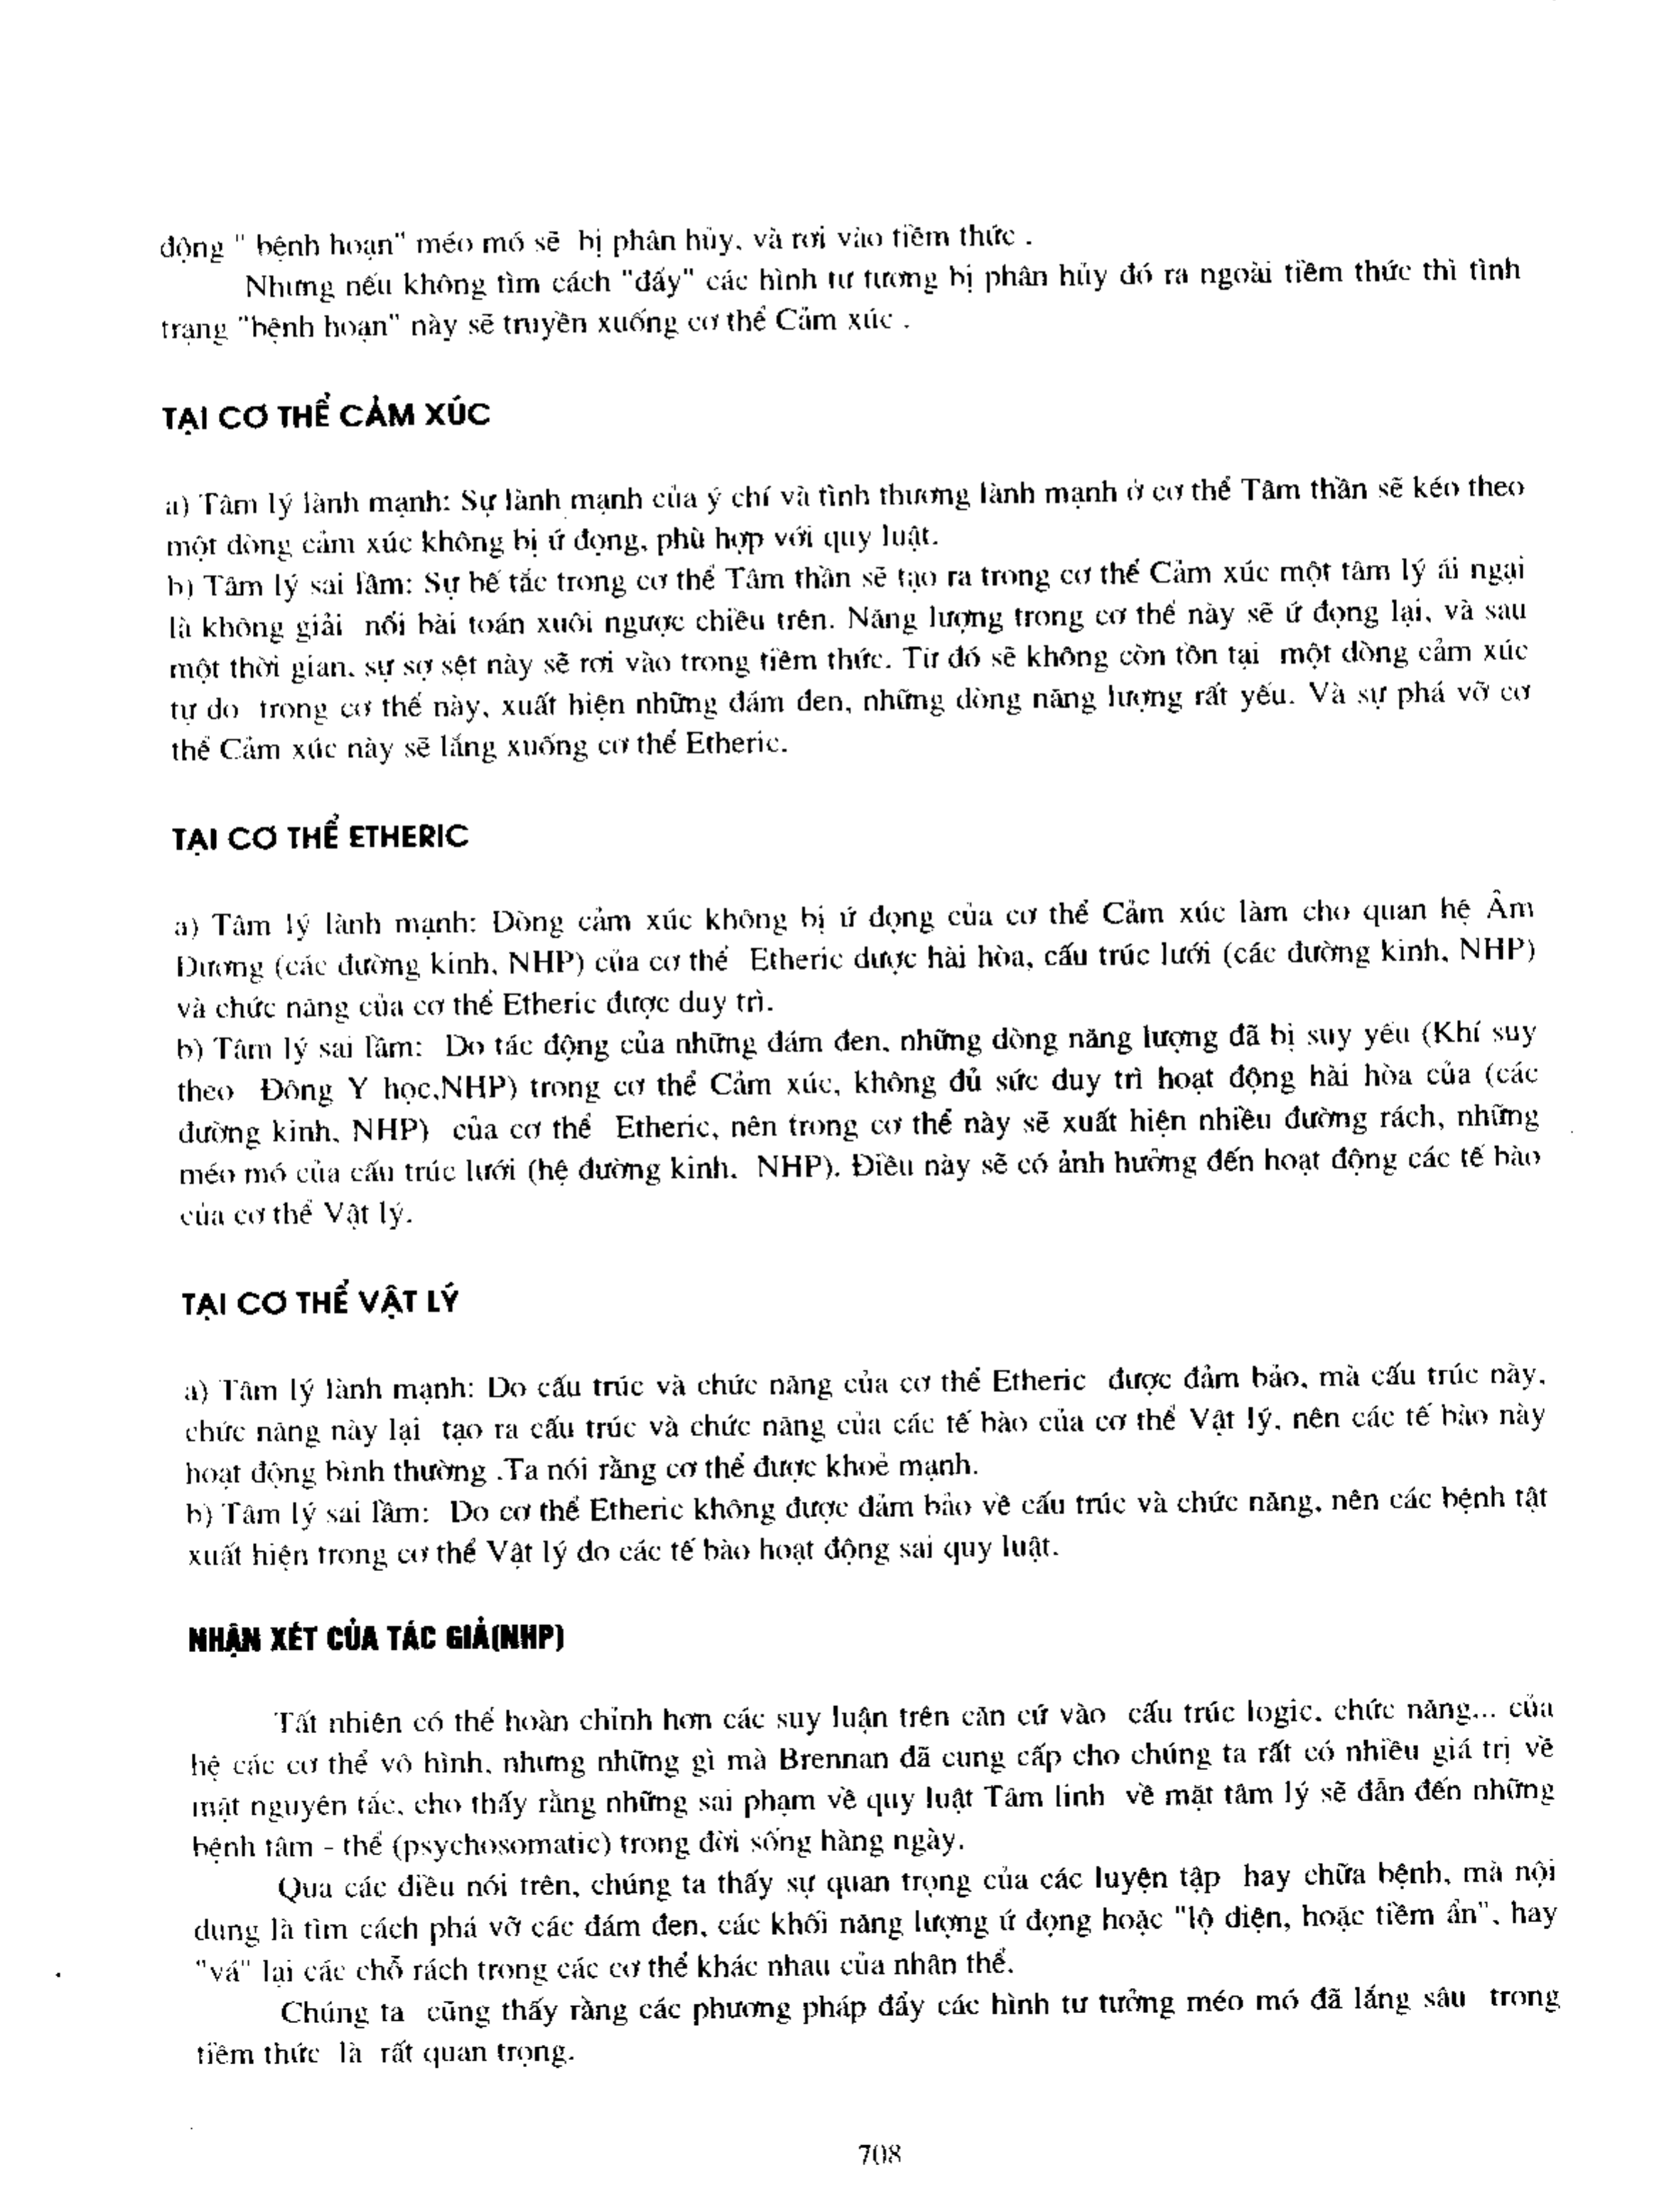 động " bệnh hoạn" méo mó sẽ bị phân hủy, và rơi vào tiềm thức .
Nhưng nếu không tìm cách "đấy" các hình tư tương bị phân hủy đó ra ngoài tiềm thức thì tình
trạng "bệnh hoạn" này sẽ truyền xuống cơ thể Cảm xúc .
TẠI CƠ THỂ CẢM XÚC
a) Tâm lý lành mạnh: Sự lành mạnh của ý chí và tình thương lành mạnh ở cơ thể Tâm thần sẽ kéo theo
một dòng cảm xúc không bị ứ đọng, phù hợp với quy luật.
b) Tâm lý sai lầm: Sự bế tắc trong cơ thể Tâm thần sẽ tạo ra trong cơ thể Cảm xúc một tâm lý ái ngại
là không giải nổi bài toán xuôi ngược chiều trên. Năng lượng trong cơ thể này sẽ ứ đọng lại, và sau
một thời gian, sự sợ sệt này sẽ rơi vào trong tiềm thức. Từ đó sẽ không còn tồn tại một dòng cảm xúc
tự do trong cơ thể này, xuất hiện những đám đen, những dòng năng lượng rất yếu. Và sự phá vỡ cơ
thể Cảm xúc này sẽ lắng xuống cơ thể Etheric.
TẠI CƠ THỂ ETHERIC
a) Tâm lý lành mạnh: Dòng cảm xúc không bị ứ đọng của cơ thể Cảm xúc làm cho quan hệ Âm
Dương (các đường kinh, NHP) của cơ thể Etheric được hài hòa, cấu trúc lưới (các đường kinh, NHP)
và chức năng của cơ thể Etheric được duy trì.
b) Tâm lý sai lầm: Do tác động của những đám đen, những dòng năng lượng đã bị suy yếu (Khí suy
theo Đông Y học,NHP) trong cơ thể Cảm xúc, không đủ sức duy trì hoạt động hài hòa của (các
đường kinh, NHP) của cơ thể Etheric, nên trong cơ thể này sẽ xuất hiện nhiều đường rách, những
méo mó của cấu trúc lưới (hệ đường kinh, NHP). Điều này sẽ có ảnh hưởng đến hoạt động các tế bào
của cơ thể Vật lý.
TẠI CƠ THỂ VẬT LÝ
a) Tâm lý lành mạnh: Do cấu trúc và chức năng của cơ thể Etheric được đảm bảo, mà cấu trúc này,
chức năng này lại tạo ra cấu trúc và chức năng của các tế bào của cơ thể Vật lý, nên các tế bào này
hoạt động bình thường .Ta nói rằng cơ thể được khoẻ mạnh.
b) Tâm lý sai lầm: Do cơ thể Etheric không được đảm bảo về cấu trúc và chức năng, nên các bệnh tật
xuất hiện trong cơ thể Vật lý do các tế bào hoạt động sai quy luật.
NHẬN XÉT CỦA TÁC GIẢ(NHP)
Tất nhiên có thể hoàn chỉnh hơn các suy luận trên căn cứ vào cấu trúc logic, chức năng... của
hệ các cơ thể vô hình, nhưng những gì mà Brennan đã cung cấp cho chúng ta rất có nhiều giá trị về
mặt nguyên tắc, cho thấy rằng những sai phạm về quy luật Tâm linh về mặt tâm lý sẽ dẫn đến những
bệnh tâm - thể (psychosomatic) trong đời sống hàng ngày.
Qua các điều nói trên, chúng ta thấy sự quan trọng của các luyện tập hay chữa bệnh, mà nội
dung là tìm cách phá vỡ các đám đen, các khối năng lượng ứ đọng hoặc "lộ diện, hoặc tiềm ẩn", hay
"vá" lại các chỗ rách trong các cơ thể khác nhau của nhân thể.
Chúng ta cũng thấy rằng các phương pháp đẩy các hình tư tưởng méo mó đã lắng sâu trong
tiềm thức là rất quan trọng.
708